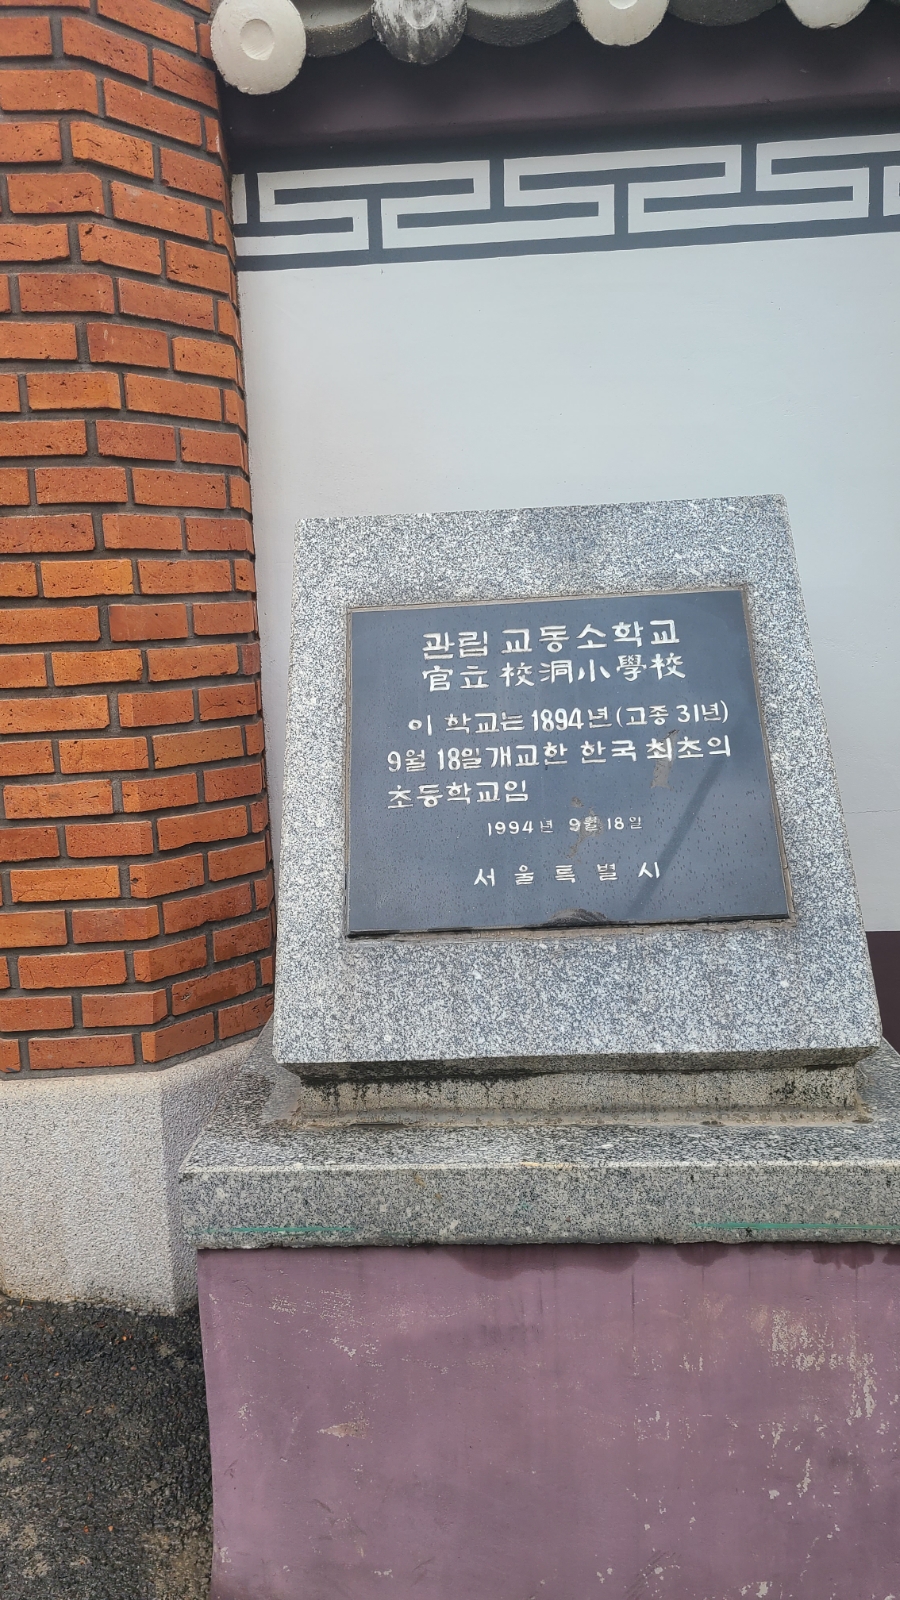 관립 교동소학교
官立 校洞小學校
이 학교는 1894년(고종 31년)
9월 18일 개교한 한국 최초의
초등학교임
1994년 9월 18일
서울특별시